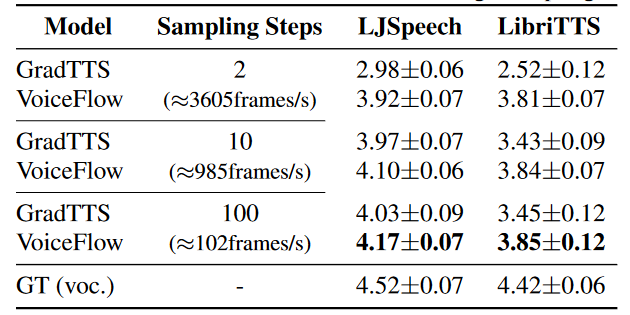 Model Sampling Steps LJSpeech LibriTTS
GradTTS 2 2.98±0.06 2.52±0.12
VoiceFlow (≈3605frames/s) 3.92±0.07 3.81±0.07
GradTTS 10 3.97±0.07 3.43±0.09
VoiceFlow (≈985frames/s) 4.10±0.06 3.84±0.07
GradTTS 100 4.03±0.09 3.45±0.12
VoiceFlow (≈102frames/s) 4.17±0.07 3.85±0.12
GT (voc.) - 4.52±0.07 4.42±0.06